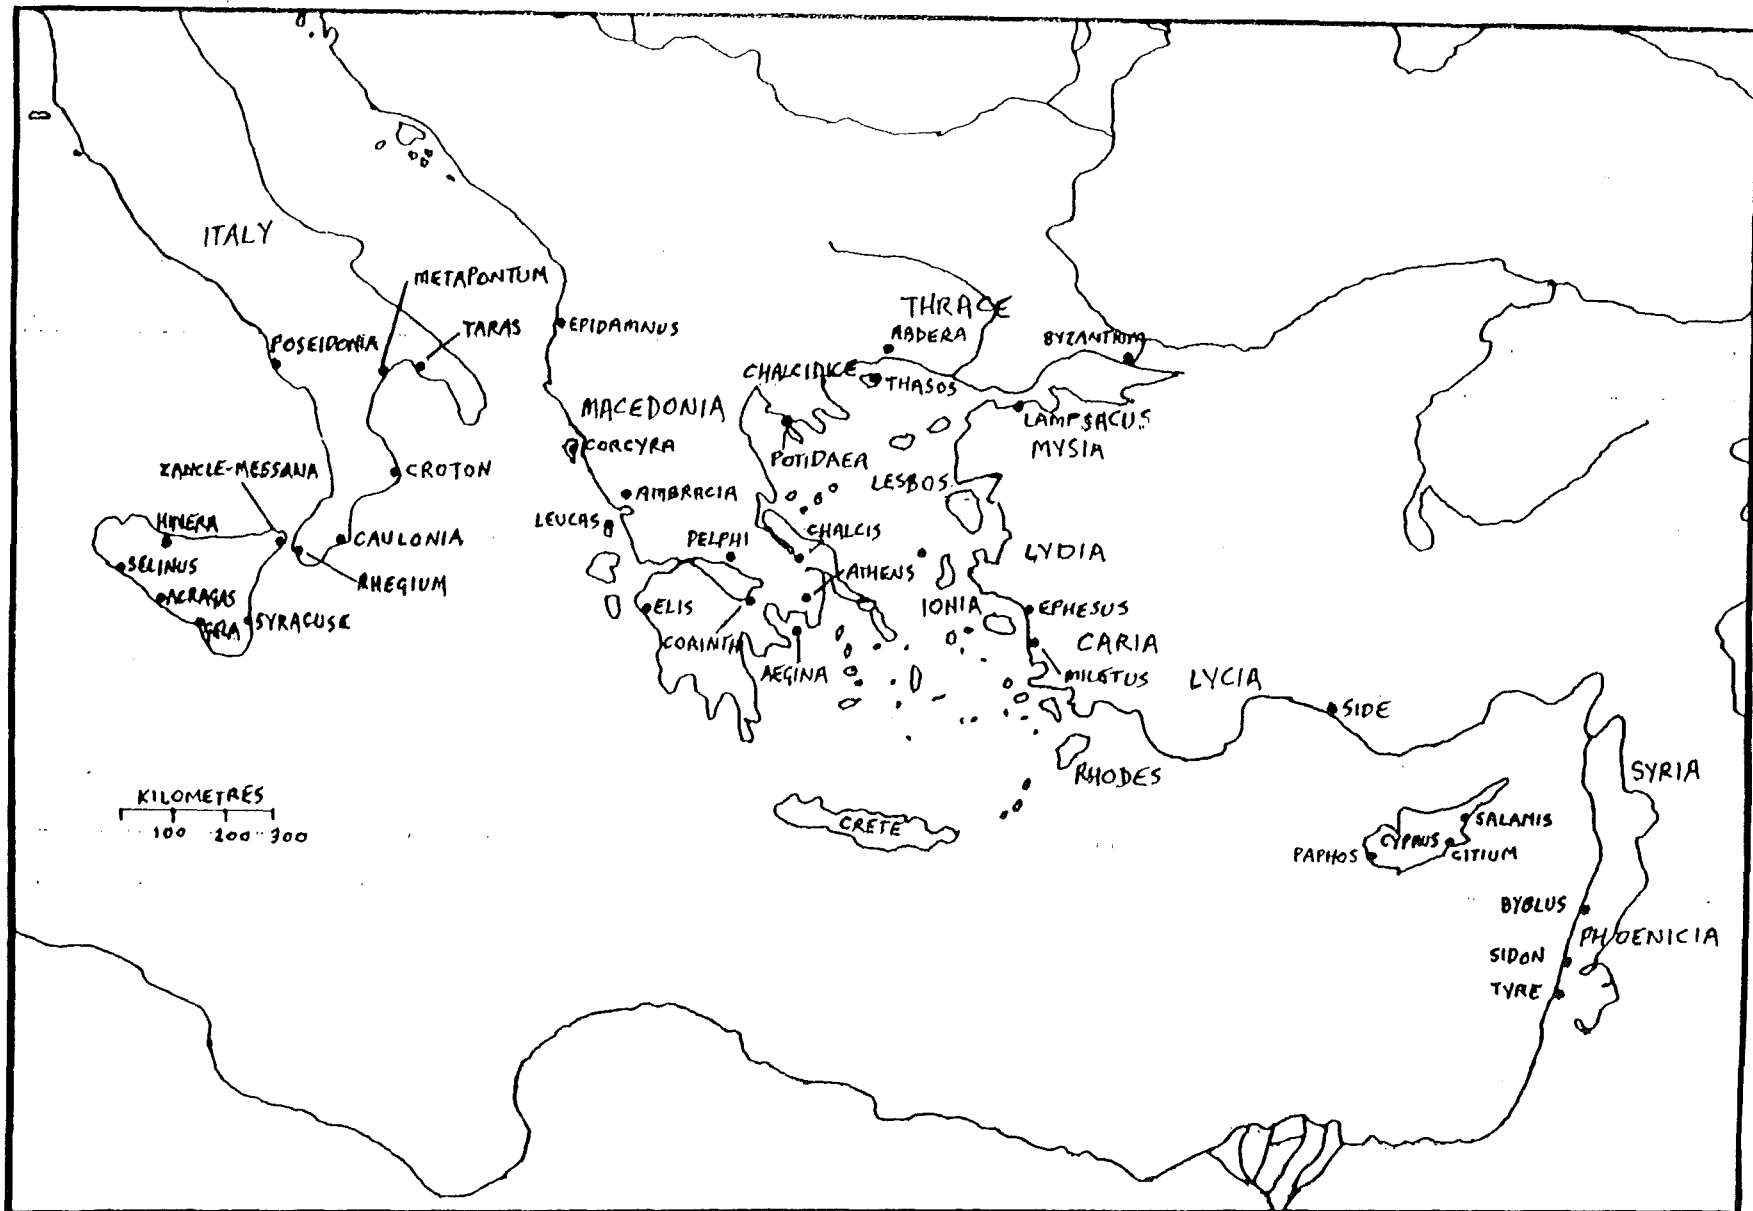 ITALY
METAPONTUM
TARAS
POSEIDONIA
EPIDAMNUS
THRACE
ABDERA
BYZANTIUM
CHALCIDICE
THASOS
MACEDONIA
LAMPSACUS
MYSIA
CORCYRA
POTIDAEA
ZANCLE-MESSANA
CROTON
LESBOS
AMBRACIA
LEUCAS
HIMERA
CAULONIA
PELPHI
CHALCIS
LYDIA
SELINUS
RHEGIUM
ATHENS
ACRAGAS
GELA
SYRACUSE
ELIS
IONIA
EPHESUS
CORINTH
CARIA
AEGINA
MILETUS
LYCIA
SIDE
RHODES
SYRIA
KILOMETRES
100 200 300
CRETE
SALAMIS
CYPRUS
PAPHOS
CITIUM
BYBLUS
PHOENICIA
SIDON
TYRE